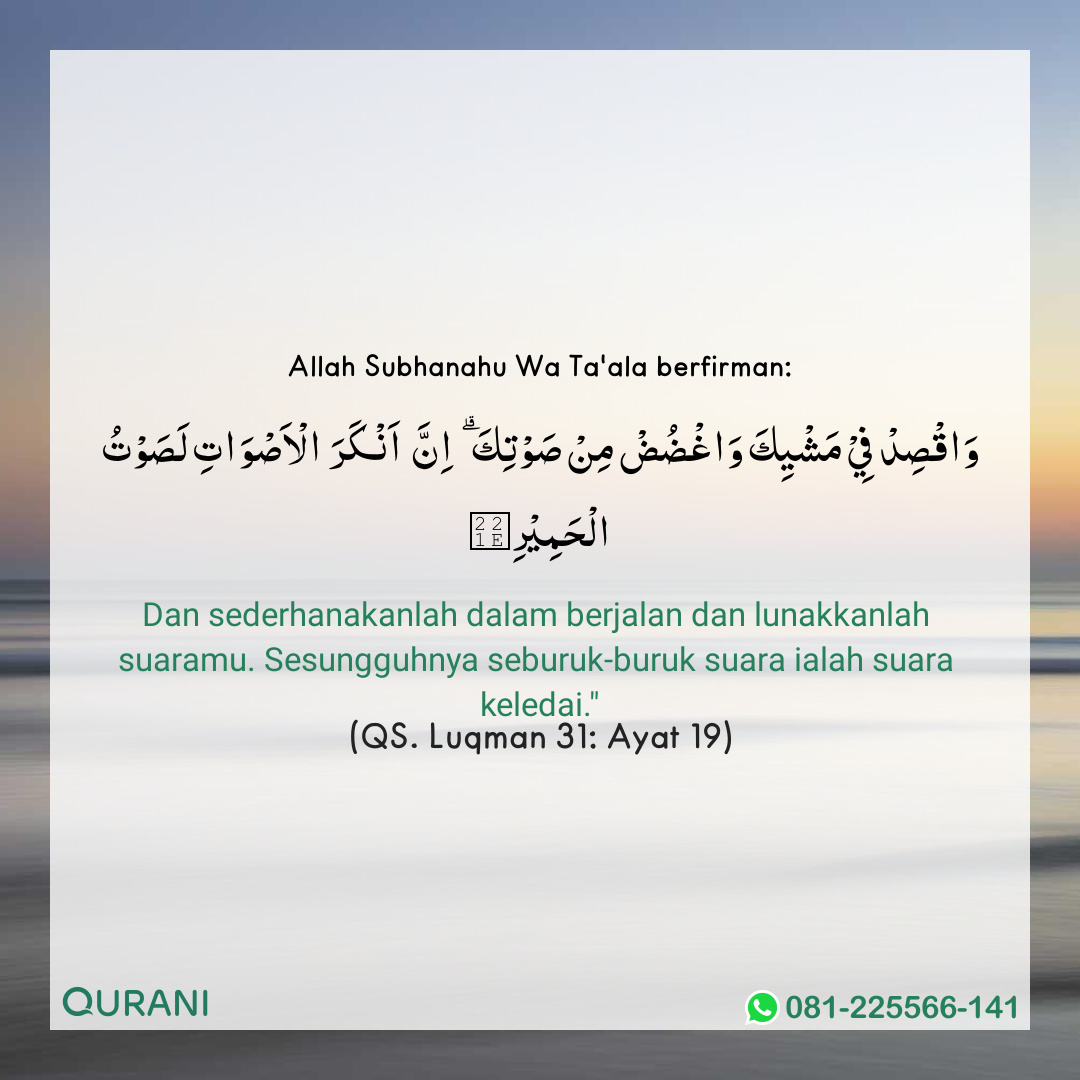 Allah Subhanahu Wa Ta'ala berfirman:
وَاقْصِدْ فِيْ مَشْيِكَ وَاغْضُضْ مِنْ صَوْتِكَۗ اِنَّ اَنْكَرَ الْاَصْوَاتِ لَصَوْتُ
الْحَمِيْرِ∞
Dan sederhanakanlah dalam berjalan dan lunakkanlah
suaramu. Sesungguhnya seburuk-buruk suara ialah suara
keledai."
(QS. Luqman 31: Ayat 19)
QURANI
081-225566-141